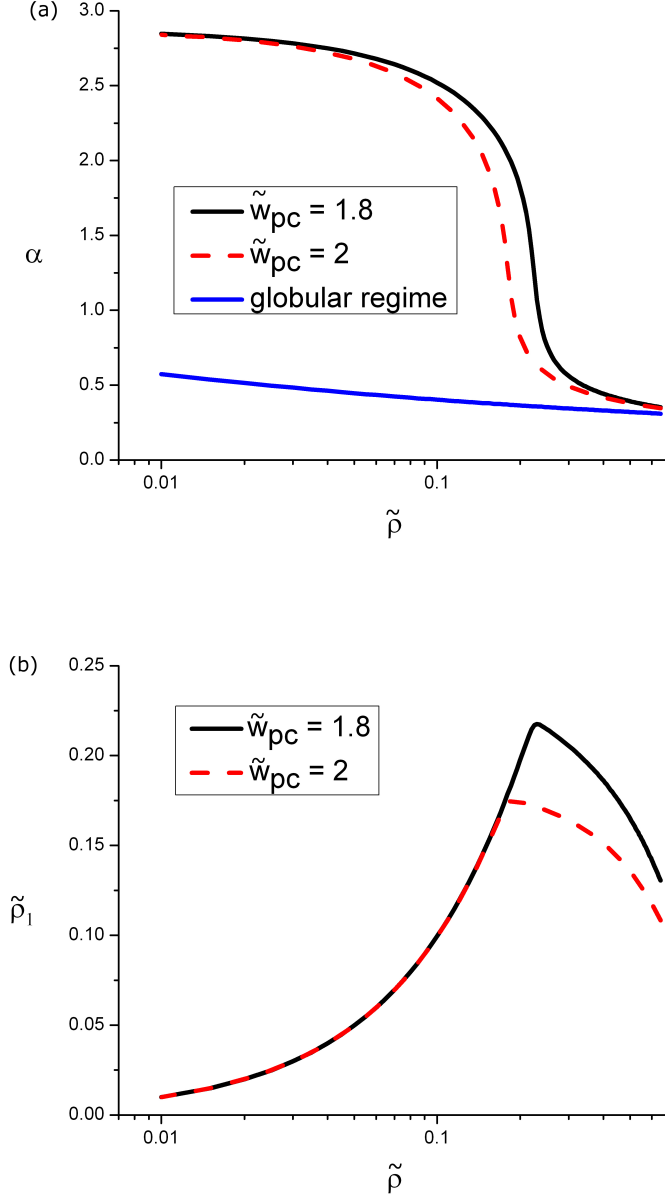 (a)
3.0
2.5
2.0
1.5
1.0
0.5
0.0
α
w̃pc = 1.8
w̃pc = 2
globular regime
0.01
0.1
ρ̃
(b)
0.25
0.20
0.15
0.10
0.05
0.00
ρ̃₁
w̃pc = 1.8
w̃pc = 2
0.01
0.1
ρ̃